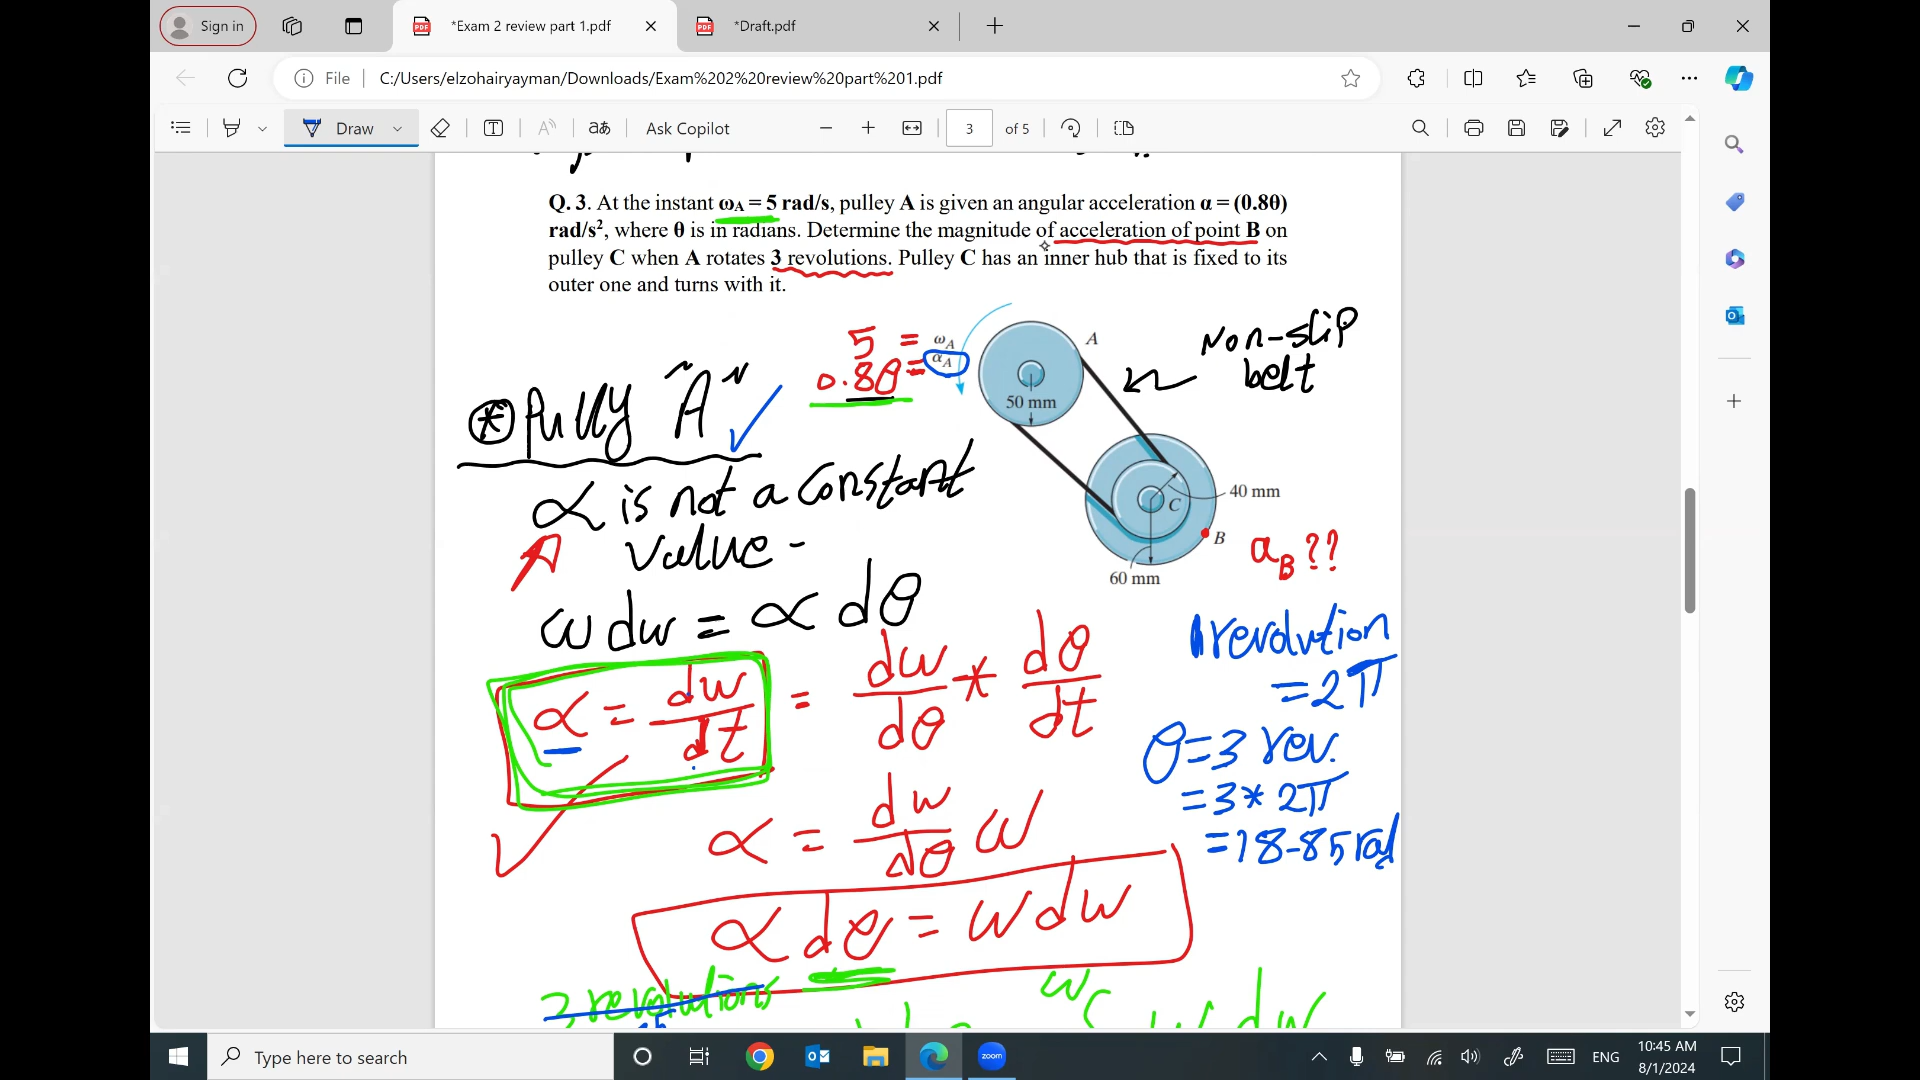 Sign in
*Exam 2 review part 1.pdf
*Draft.pdf
File
C:/Users/elzohairyayman/Downloads/Exam%202%20review%20part%201.pdf
Draw
Ask Copilot
3 of 5
Q. 3. At the instant ωA = 5 rad/s, pulley A is given an angular acceleration α = (0.8θ)
rad/s², where θ is in radians. Determine the magnitude of acceleration of point B on
pulley C when A rotates 3 revolutions. Pulley C has an inner hub that is fixed to its
outer one and turns with it.
5 = ωA
0.8θ = αA
A
Non-slip
belt
50 mm
* Pully "A"
α is not a constant
value -
40 mm
C
B
60 mm
aB ??
ω dω = α dθ
1 revolution
= 2π
α = dω/dt = dω/dθ * dθ/dt
θ = 3 rev.
= 3 * 2π
= 18-85 rad
α = dω/dθ ω
α dθ = ω dω
3 revolutions
Type here to search
zoom
ENG
10:45 AM
8/1/2024